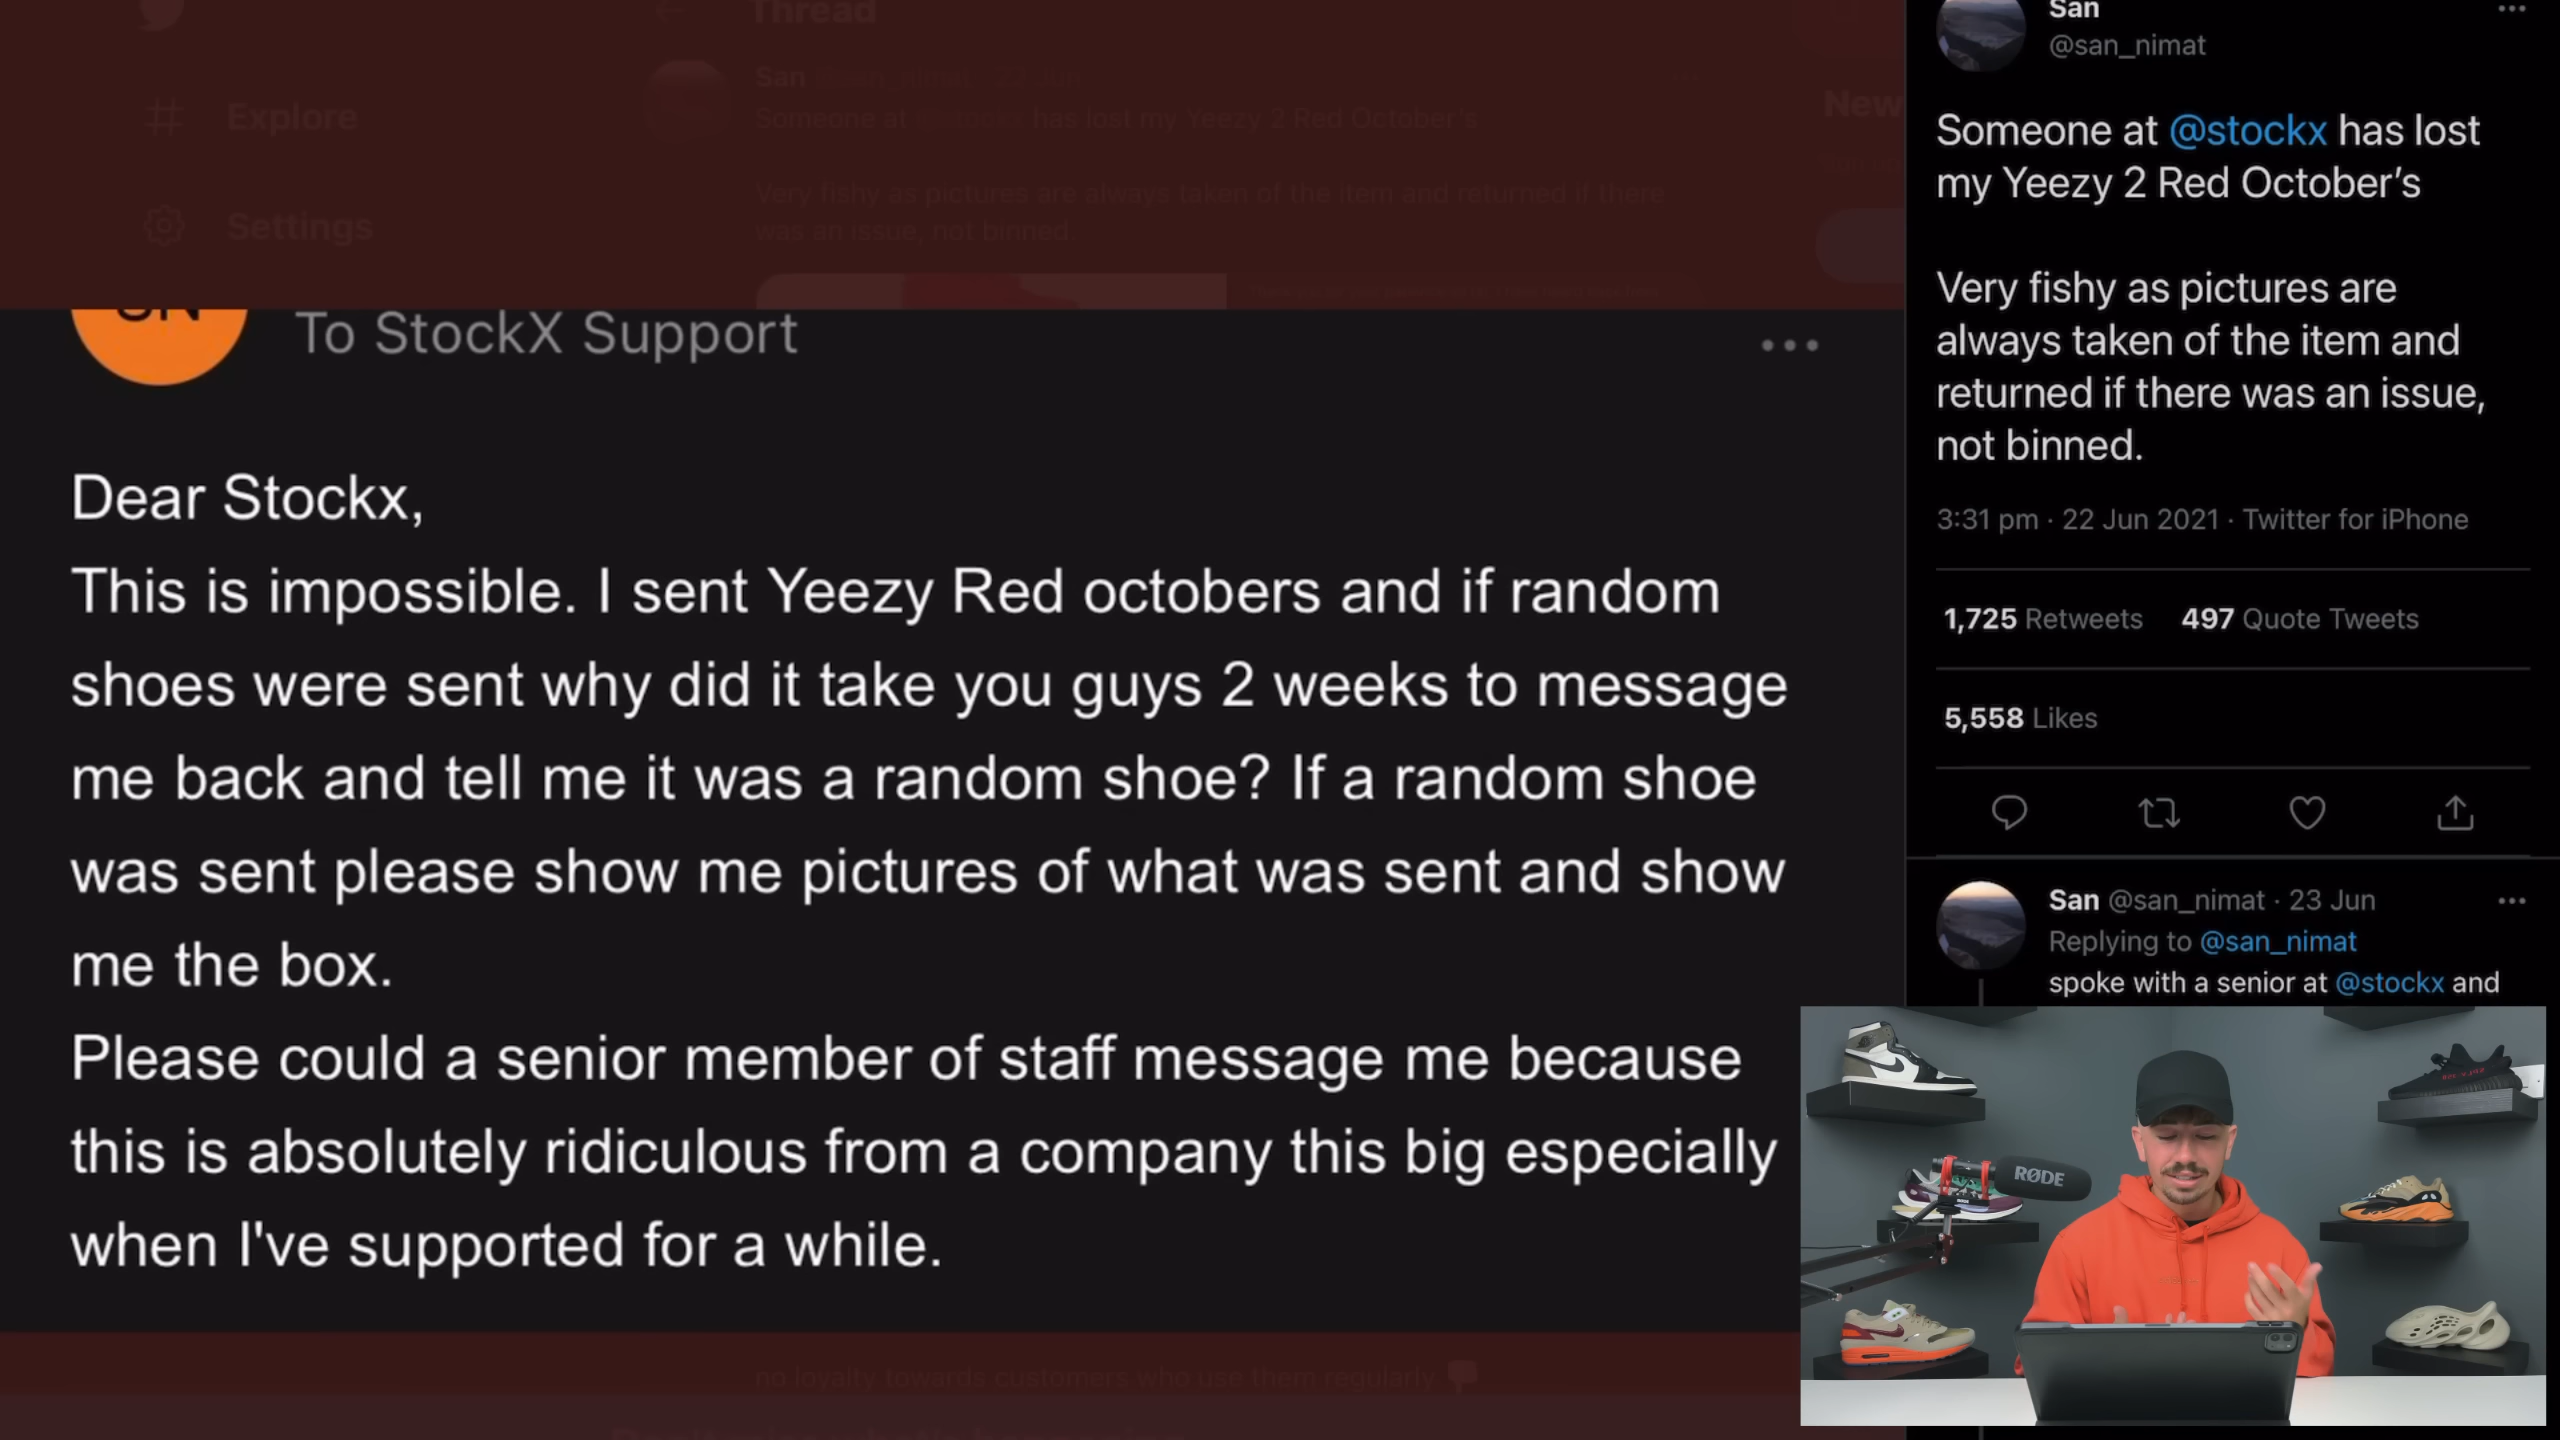 Thread
San
Explore
Someone at has lost my Yeezy 2 Red October's
New
Settings
Very fishy as pictures are always taken of the item and returned if there
was an issue, not binned.
To StockX Support
Dear Stockx,
This is impossible. I sent Yeezy Red octobers and if random
shoes were sent why did it take you guys 2 weeks to message
me back and tell me it was a random shoe? If a random shoe
was sent please show me pictures of what was sent and show
me the box.
Please could a senior member of staff message me because
this is absolutely ridiculous from a company this big especially
when I've supported for a while.
no loyalty towards customers who use them regularly
San
@san_nimat
Someone at @stockx has lost
my Yeezy 2 Red October’s
Very fishy as pictures are
always taken of the item and
returned if there was an issue,
not binned.
3:31 pm · 22 Jun 2021 · Twitter for iPhone
1,725 Retweets 497 Quote Tweets
5,558 Likes
San @san_nimat · 23 Jun
Replying to @san_nimat
spoke with a senior at @stockx and
RØDE